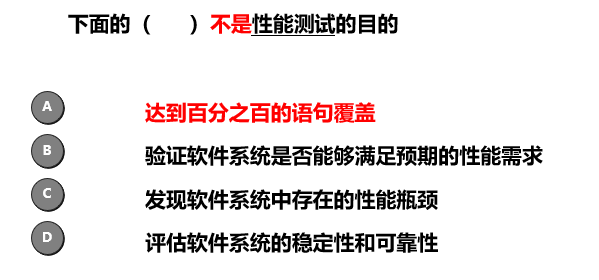 下面的（ ）不是性能测试的目的
A 达到百分之百的语句覆盖
B 验证软件系统是否能够满足预期的性能需求
C 发现软件系统中存在的性能瓶颈
D 评估软件系统的稳定性和可靠性